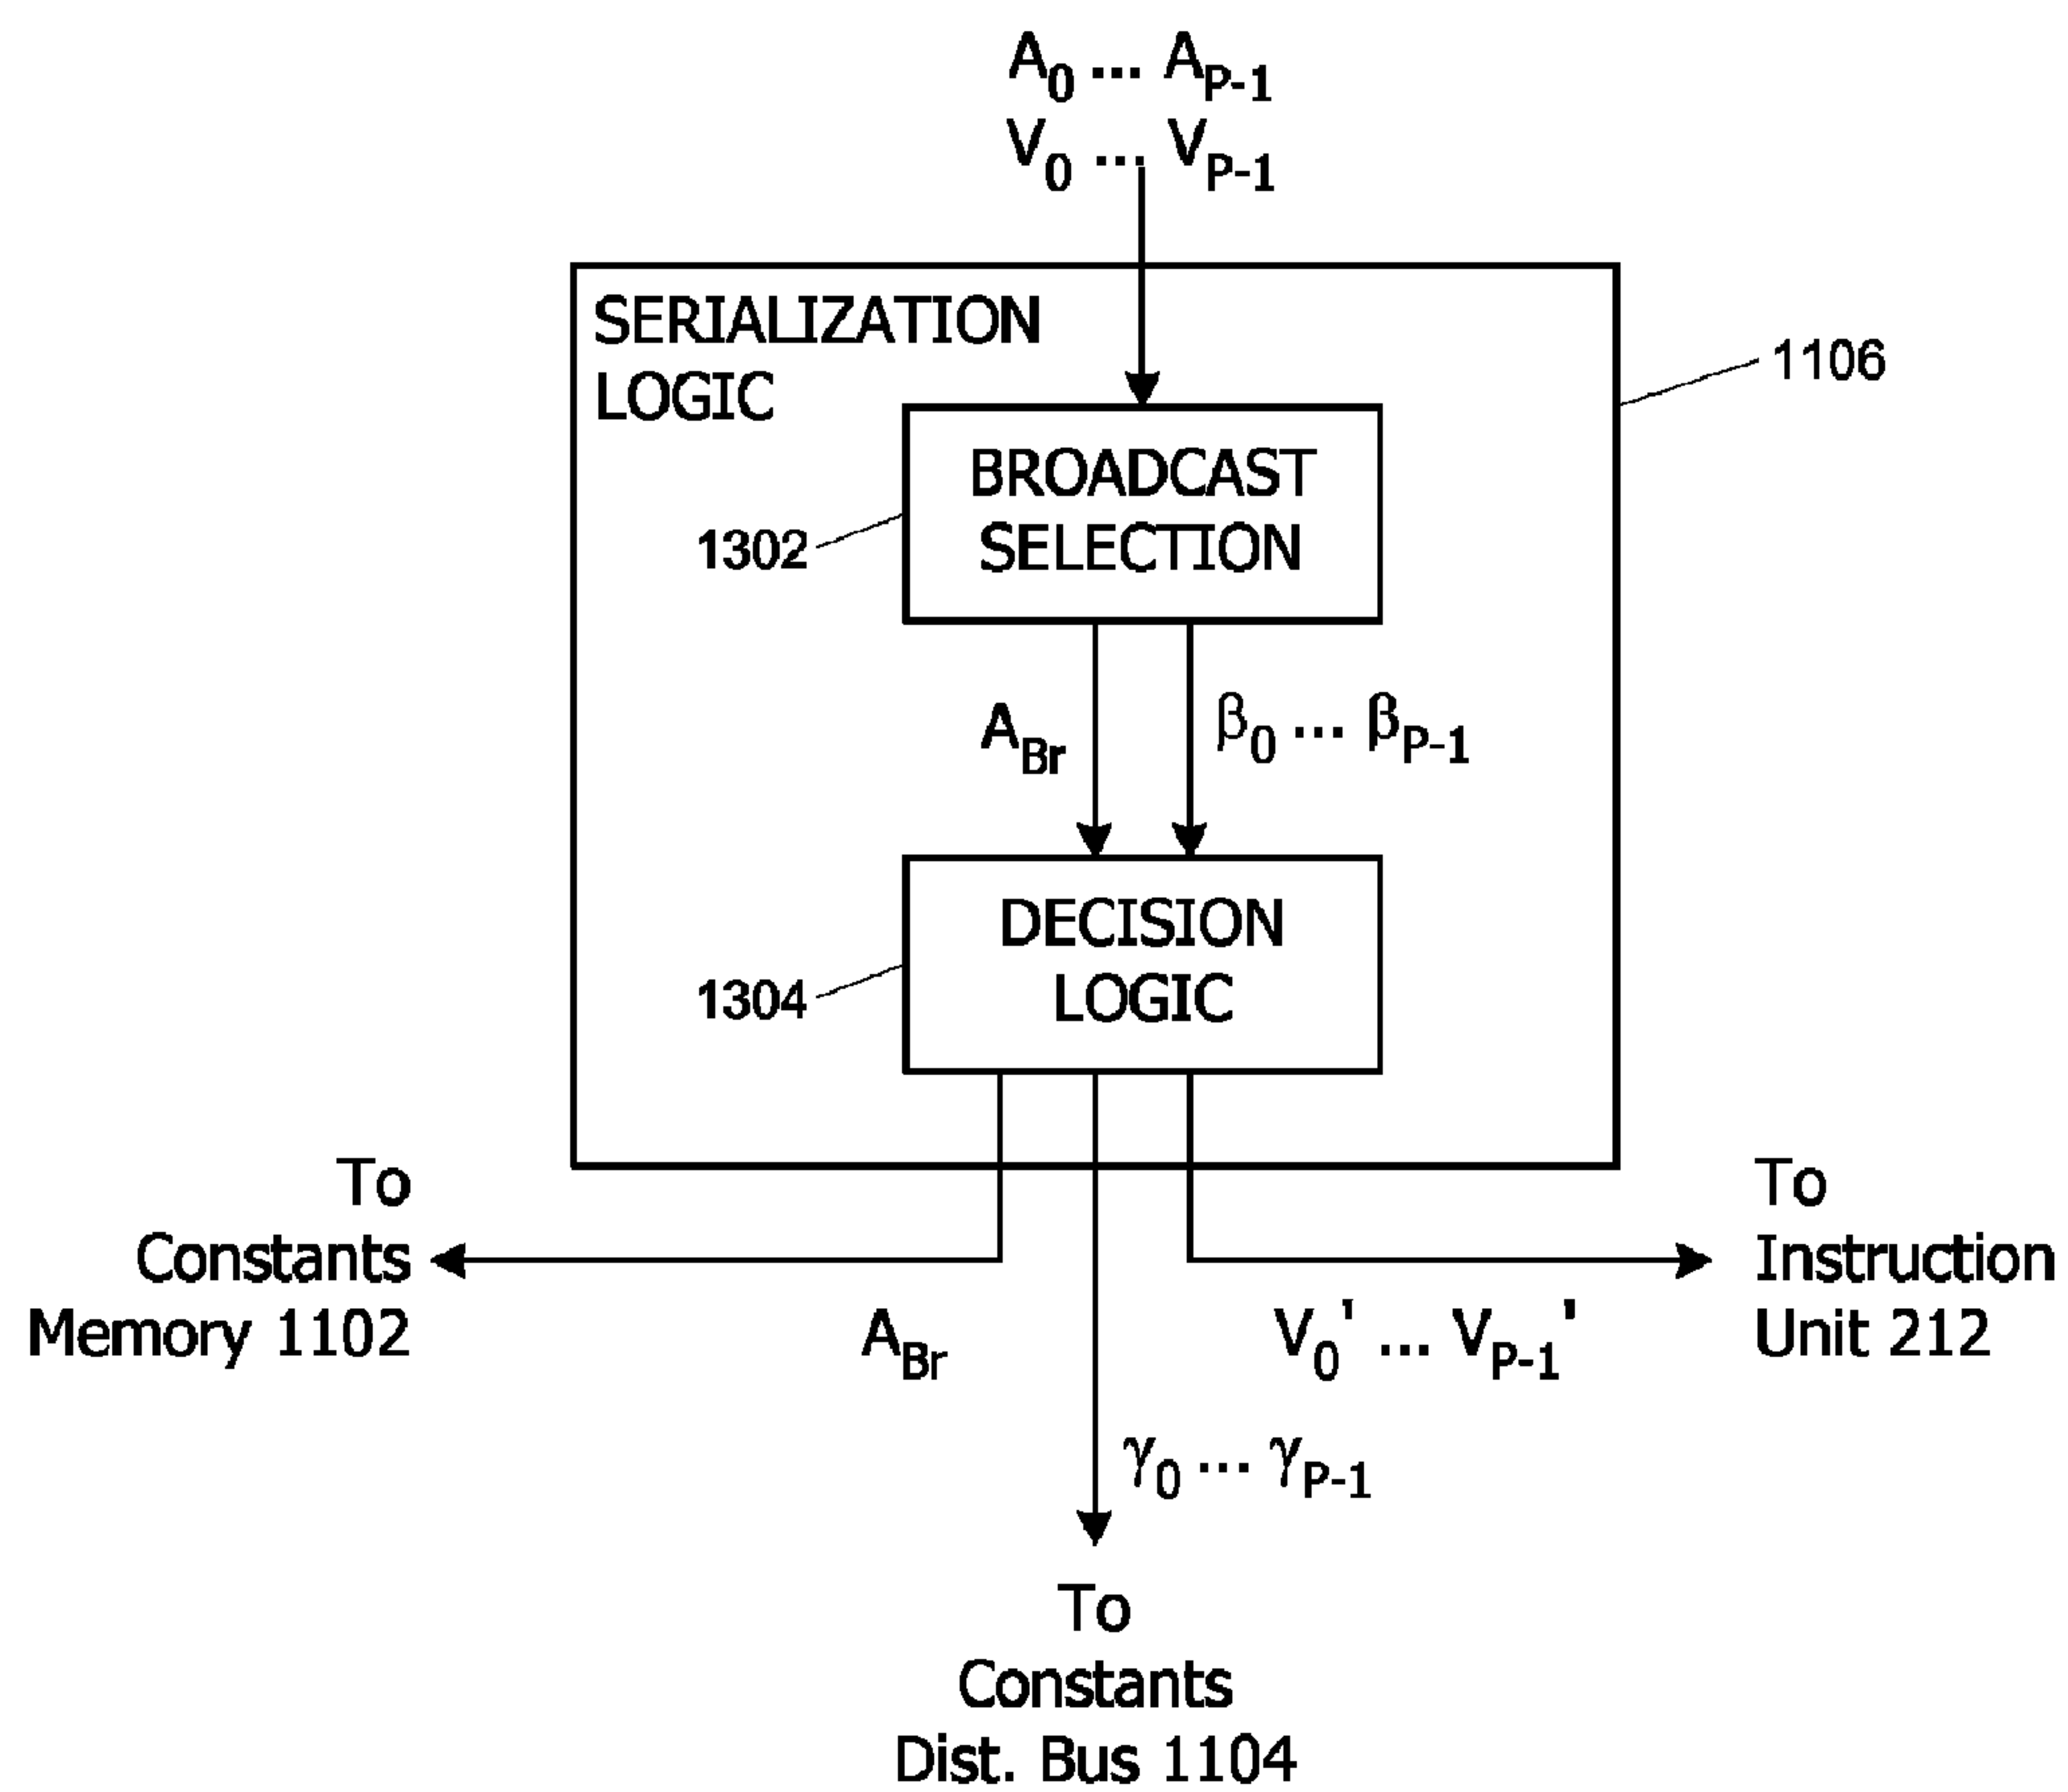 A0 ... AP-1
V0 ... VP-1
SERIALIZATION
LOGIC
1106
BROADCAST
SELECTION
1302
ABr
β0 ... βP-1
DECISION
LOGIC
1304
To
Constants
Memory 1102
To
Instruction
Unit 212
ABr
V0' ... VP-1'
γ0 ... γP-1
To
Constants
Dist. Bus 1104